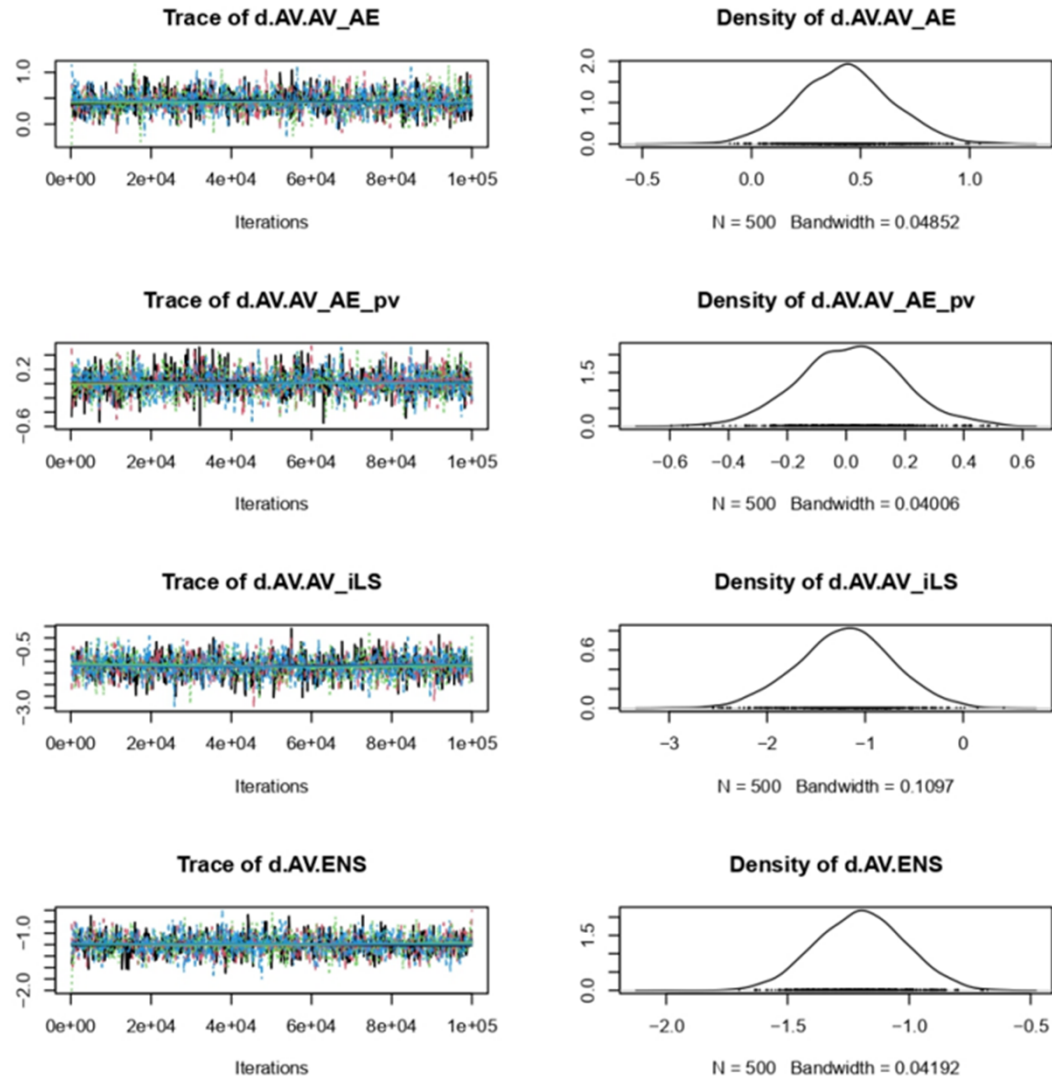 Trace of d.AV.AV_AE
Density of d.AV.AV_AE
0.0 1.0
0e+00 2e+04 4e+04 6e+04 8e+04 1e+05
Iterations
0.0 1.0 2.0
−0.5 0.0 0.5 1.0
N = 500 Bandwidth = 0.04852
Trace of d.AV.AV_AE_pv
Density of d.AV.AV_AE_pv
−0.6 0.2
0e+00 2e+04 4e+04 6e+04 8e+04 1e+05
Iterations
0.0 1.5
−0.6 −0.4 −0.2 0.0 0.2 0.4 0.6
N = 500 Bandwidth = 0.04006
Trace of d.AV.AV_iLS
Density of d.AV.AV_iLS
−3.0 −0.5
0e+00 2e+04 4e+04 6e+04 8e+04 1e+05
Iterations
0.0 0.6
−3 −2 −1 0
N = 500 Bandwidth = 0.1097
Trace of d.AV.ENS
Density of d.AV.ENS
−2.0 −1.0
0e+00 2e+04 4e+04 6e+04 8e+04 1e+05
Iterations
0.0 1.5
−2.0 −1.5 −1.0 −0.5
N = 500 Bandwidth = 0.04192